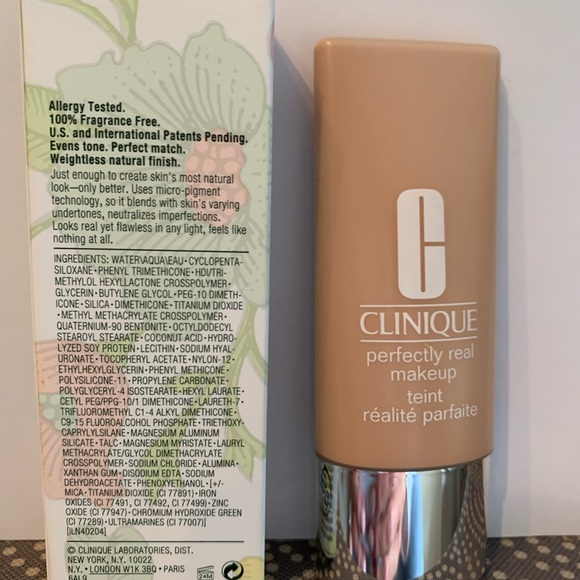 Allergy Tested.
100% Fragrance Free.
U.S. and International Patents Pending.
Evens tone. Perfect match.
Weightless natural finish.
Just enough to create skin's most natural
look—only better. Uses micro-pigment
technology, so it blends with skin's varying
undertones, neutralizes imperfections.
Looks real yet flawless in any light, feels like
nothing at all.
INGREDIENTS: WATER\AQUA\EAU • CYCLOPENTA-
SILOXANE • PHENYL TRIMETHICONE • HDI/TRI-
METHYLOL HEXYLLACTONE CROSSPOLYMER •
GLYCERIN • BUTYLENE GLYCOL • PEG-10 DIMETH-
ICONE • SILICA • DIMETHICONE • TITANIUM DIOXIDE
• METHYL METHACRYLATE CROSSPOLYMER •
QUATERNIUM-90 BENTONITE • OCTYLDODECYL
STEAROYL STEARATE • COCONUT ACID • HYDRO-
LYZED SOY PROTEIN • LECITHIN • SODIUM HYAL-
URONATE • TOCOPHERYL ACETATE • NYLON-12 •
ETHYLHEXYLGLYCERIN • PHENYL METHICONE •
POLYSILICONE-11 • PROPYLENE CARBONATE •
POLYGLYCERYL-4 ISOSTEARATE • HEXYL LAURATE •
CETYL PEG/PPG-10/1 DIMETHICONE • LAURETH-7 •
TRIFLUOROMETHYL C1-4 ALKYL DIMETHICONE •
C9-15 FLUOROALCOHOL PHOSPHATE • TRIETHOXY-
CAPRYLYLSILANE • MAGNESIUM ALUMINUM
SILICATE • TALC • MAGNESIUM MYRISTATE • LAURYL
METHACRYLATE/GLYCOL DIMETHACRYLATE
CROSSPOLYMER • SODIUM CHLORIDE • ALUMINA •
XANTHAN GUM • DISODIUM EDTA • SODIUM
DEHYDROACETATE • PHENOXYETHANOL • [+/-
MICA • TITANIUM DIOXIDE (CI 77891) • IRON
OXIDES (CI 77491, CI 77492, CI 77499) • ZINC
OXIDE (CI 77947) • CHROMIUM HYDROXIDE GREEN
(CI 77289) • ULTRAMARINES (CI 77007)]
[ILN40204]
© CLINIQUE LABORATORIES, DIST.
NEW YORK, N.Y. 10022
N.Y. • LONDON W1K 3BQ • PARIS
6AL9
24M
C
CLINIQUE
perfectly real
makeup
teint
réalité parfaite